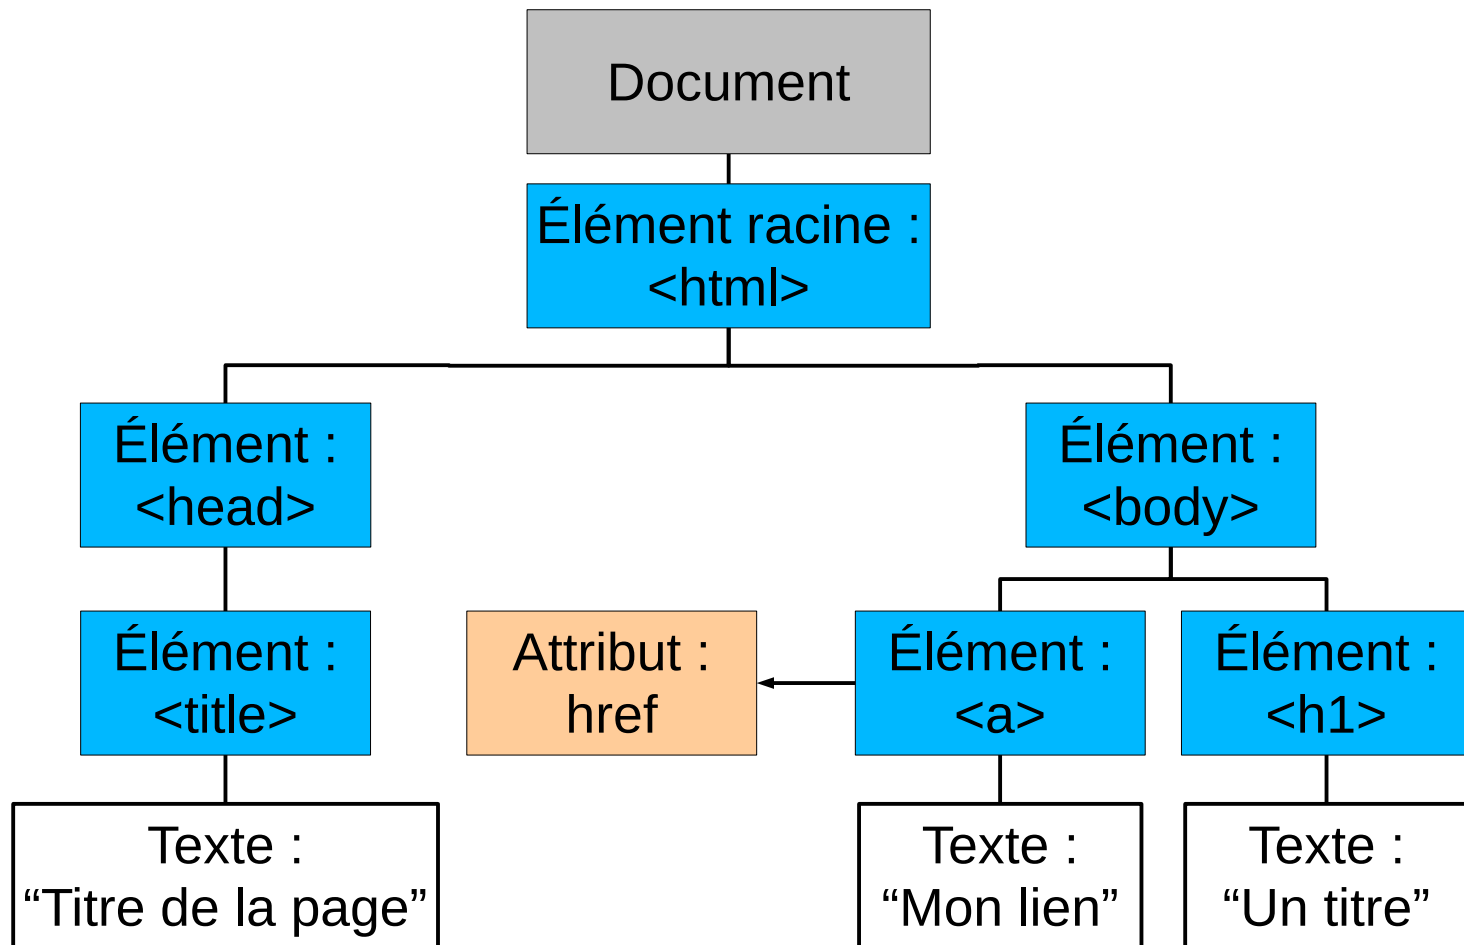 Document
Élément racine :
<html>
Élément :
<head>
Élément :
<body>
Élément :
<title>
Attribut :
href
Élément :
<a>
Élément :
<h1>
Texte :
“Titre de la page”
Texte :
“Mon lien”
Texte :
“Un titre”